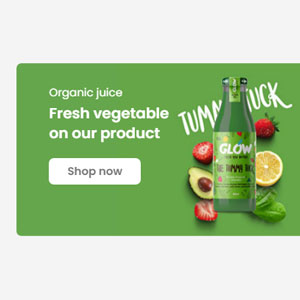 Organic juice
Fresh vegetable
on our product
Shop now
TUMMY TUCK
GLOW
THE TUMMY TUCK